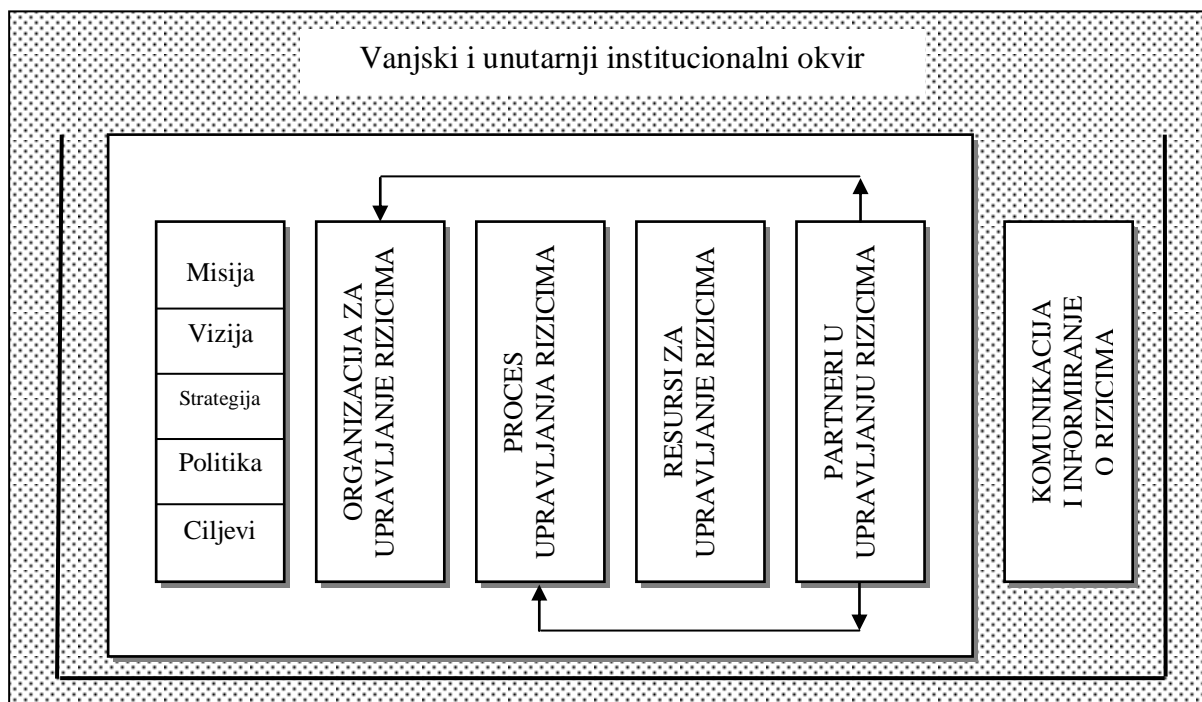 Vanjski i unutarnji institucionalni okvir
Misija
Vizija
Strategija
Politika
Ciljevi
ORGANIZACIJA ZA
UPRAVLJANJE RIZICIMA
PROCES
UPRAVLJANJA RIZICIMA
RESURSI ZA
UPRAVLJANJE RIZICIMA
PARTNERI U
UPRAVLJANJU RIZICIMA
KOMUNIKACIJA
I INFORMIRANJE
O RIZICIMA